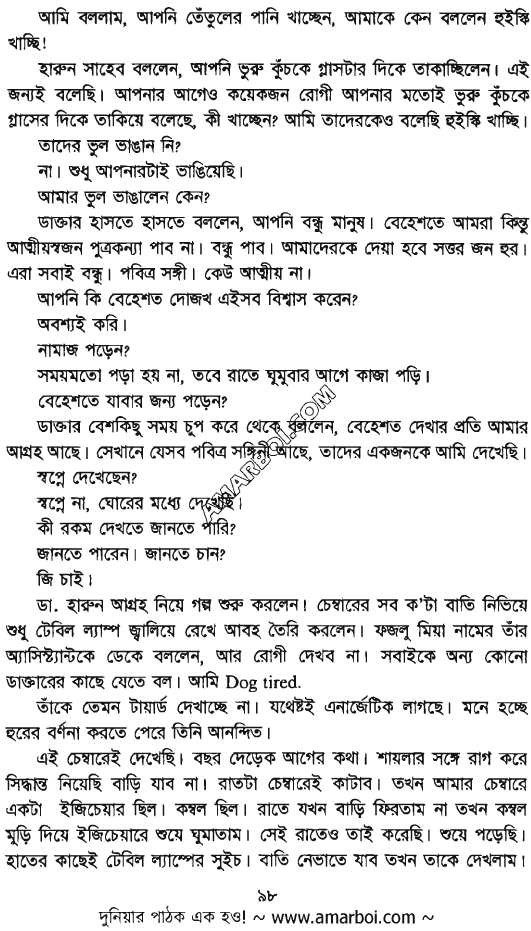 আমি বললাম, আপনি তেঁতুলের পানি খাচ্ছেন, আমাকে কেন বললেন হুইস্কি
খাচ্ছি!
হারুন সাহেব বললেন, আপনি ভুরু কুঁচকে গ্লাসটার দিকে তাকাচ্ছিলেন। এই
জন্যই বলেছি। আপনার আগেও কয়েকজন রোগী আপনার মতোই ভুরু কুঁচকে
গ্লাসের দিকে তাকিয়ে বলেছে, কী খাচ্ছেন? আমি তাদেরকেও বলেছি হুইস্কি খাচ্ছি।
তাদের ভুল ভাঙান নি?
না। শুধু আপনারটাই ভাঙিয়েছি।
আমার ভুল ভাঙালেন কেন?
ডাক্তার হাসতে হাসতে বললেন, আপনি বন্ধু মানুষ। বেহেশতে আমরা কিন্তু
আত্মীয়স্বজন পুত্রকন্যা পাব না। বন্ধু পাব। আমাদেরকে দেয়া হবে সত্তর জন হুর।
এরা সবাই বন্ধু। পবিত্র সঙ্গী। কেউ আত্মীয় না।
আপনি কি বেহেশত দোজখ এইসব বিশ্বাস করেন?
অবশ্যই করি।
নামাজ পড়েন?
সময়মতো পড়া হয় না, তবে রাতে ঘুমুবার আগে কাজা পড়ি।
বেহেশতে যাবার জন্য পড়েন?
ডাক্তার বেশকিছু সময় চুপ করে থেকে বললেন, বেহেশত দেখার প্রতি আমার
আগ্রহ আছে। সেখানে যেসব পবিত্র সঙ্গিনী আছে, তাদের একজনকে আমি দেখেছি।
স্বপ্নে দেখেছেন?
স্বপ্নে না, ঘোরের মধ্যে দেখেছি।
কী রকম দেখতে জানতে পারি?
জানতে পারেন। জানতে চান?
জি চাই।
ডা. হারুন আগ্রহ নিয়ে গল্প শুরু করলেন। চেম্বারের সব ক'টা বাতি নিভিয়ে
শুধু টেবিল ল্যাম্প জ্বালিয়ে রেখে আবহ তৈরি করলেন। ফজলু মিয়া নামের তাঁর
অ্যাসিস্ট্যান্টকে ডেকে বললেন, আর রোগী দেখব না। সবাইকে অন্য কোনো
ডাক্তারের কাছে যেতে বল। আমি Dog tired.
তাঁকে তেমন টায়ার্ড দেখাচ্ছে না। যথেষ্টই এনার্জেটিক লাগছে। মনে হচ্ছে
হুরের বর্ণনা করতে পেরে তিনি আনন্দিত।
এই চেম্বারেই দেখেছি। বছর দেড়েক আগের কথা। শায়লার সঙ্গে রাগ করে
সিদ্ধান্ত নিয়েছি বাড়ি যাব না। রাতটা চেম্বারেই কাটাব। তখন আমার চেম্বারে
একটা ইজিচেয়ার ছিল। কম্বল ছিল। রাতে যখন বাড়ি ফিরতাম না তখন কম্বল
মুড়ি দিয়ে ইজিচেয়ারে শুয়ে ঘুমাতাম। সেই রাতেও তাই করেছি। শুয়ে পড়েছি।
হাতের কাছেই টেবিল ল্যাম্পের সুইচ। বাতি নেভাতে যাব তখন তাকে দেখলাম।
AMARBOI.COM
৯৮
দুনিয়ার পাঠক এক হও! ~ www.amarboi.com ~